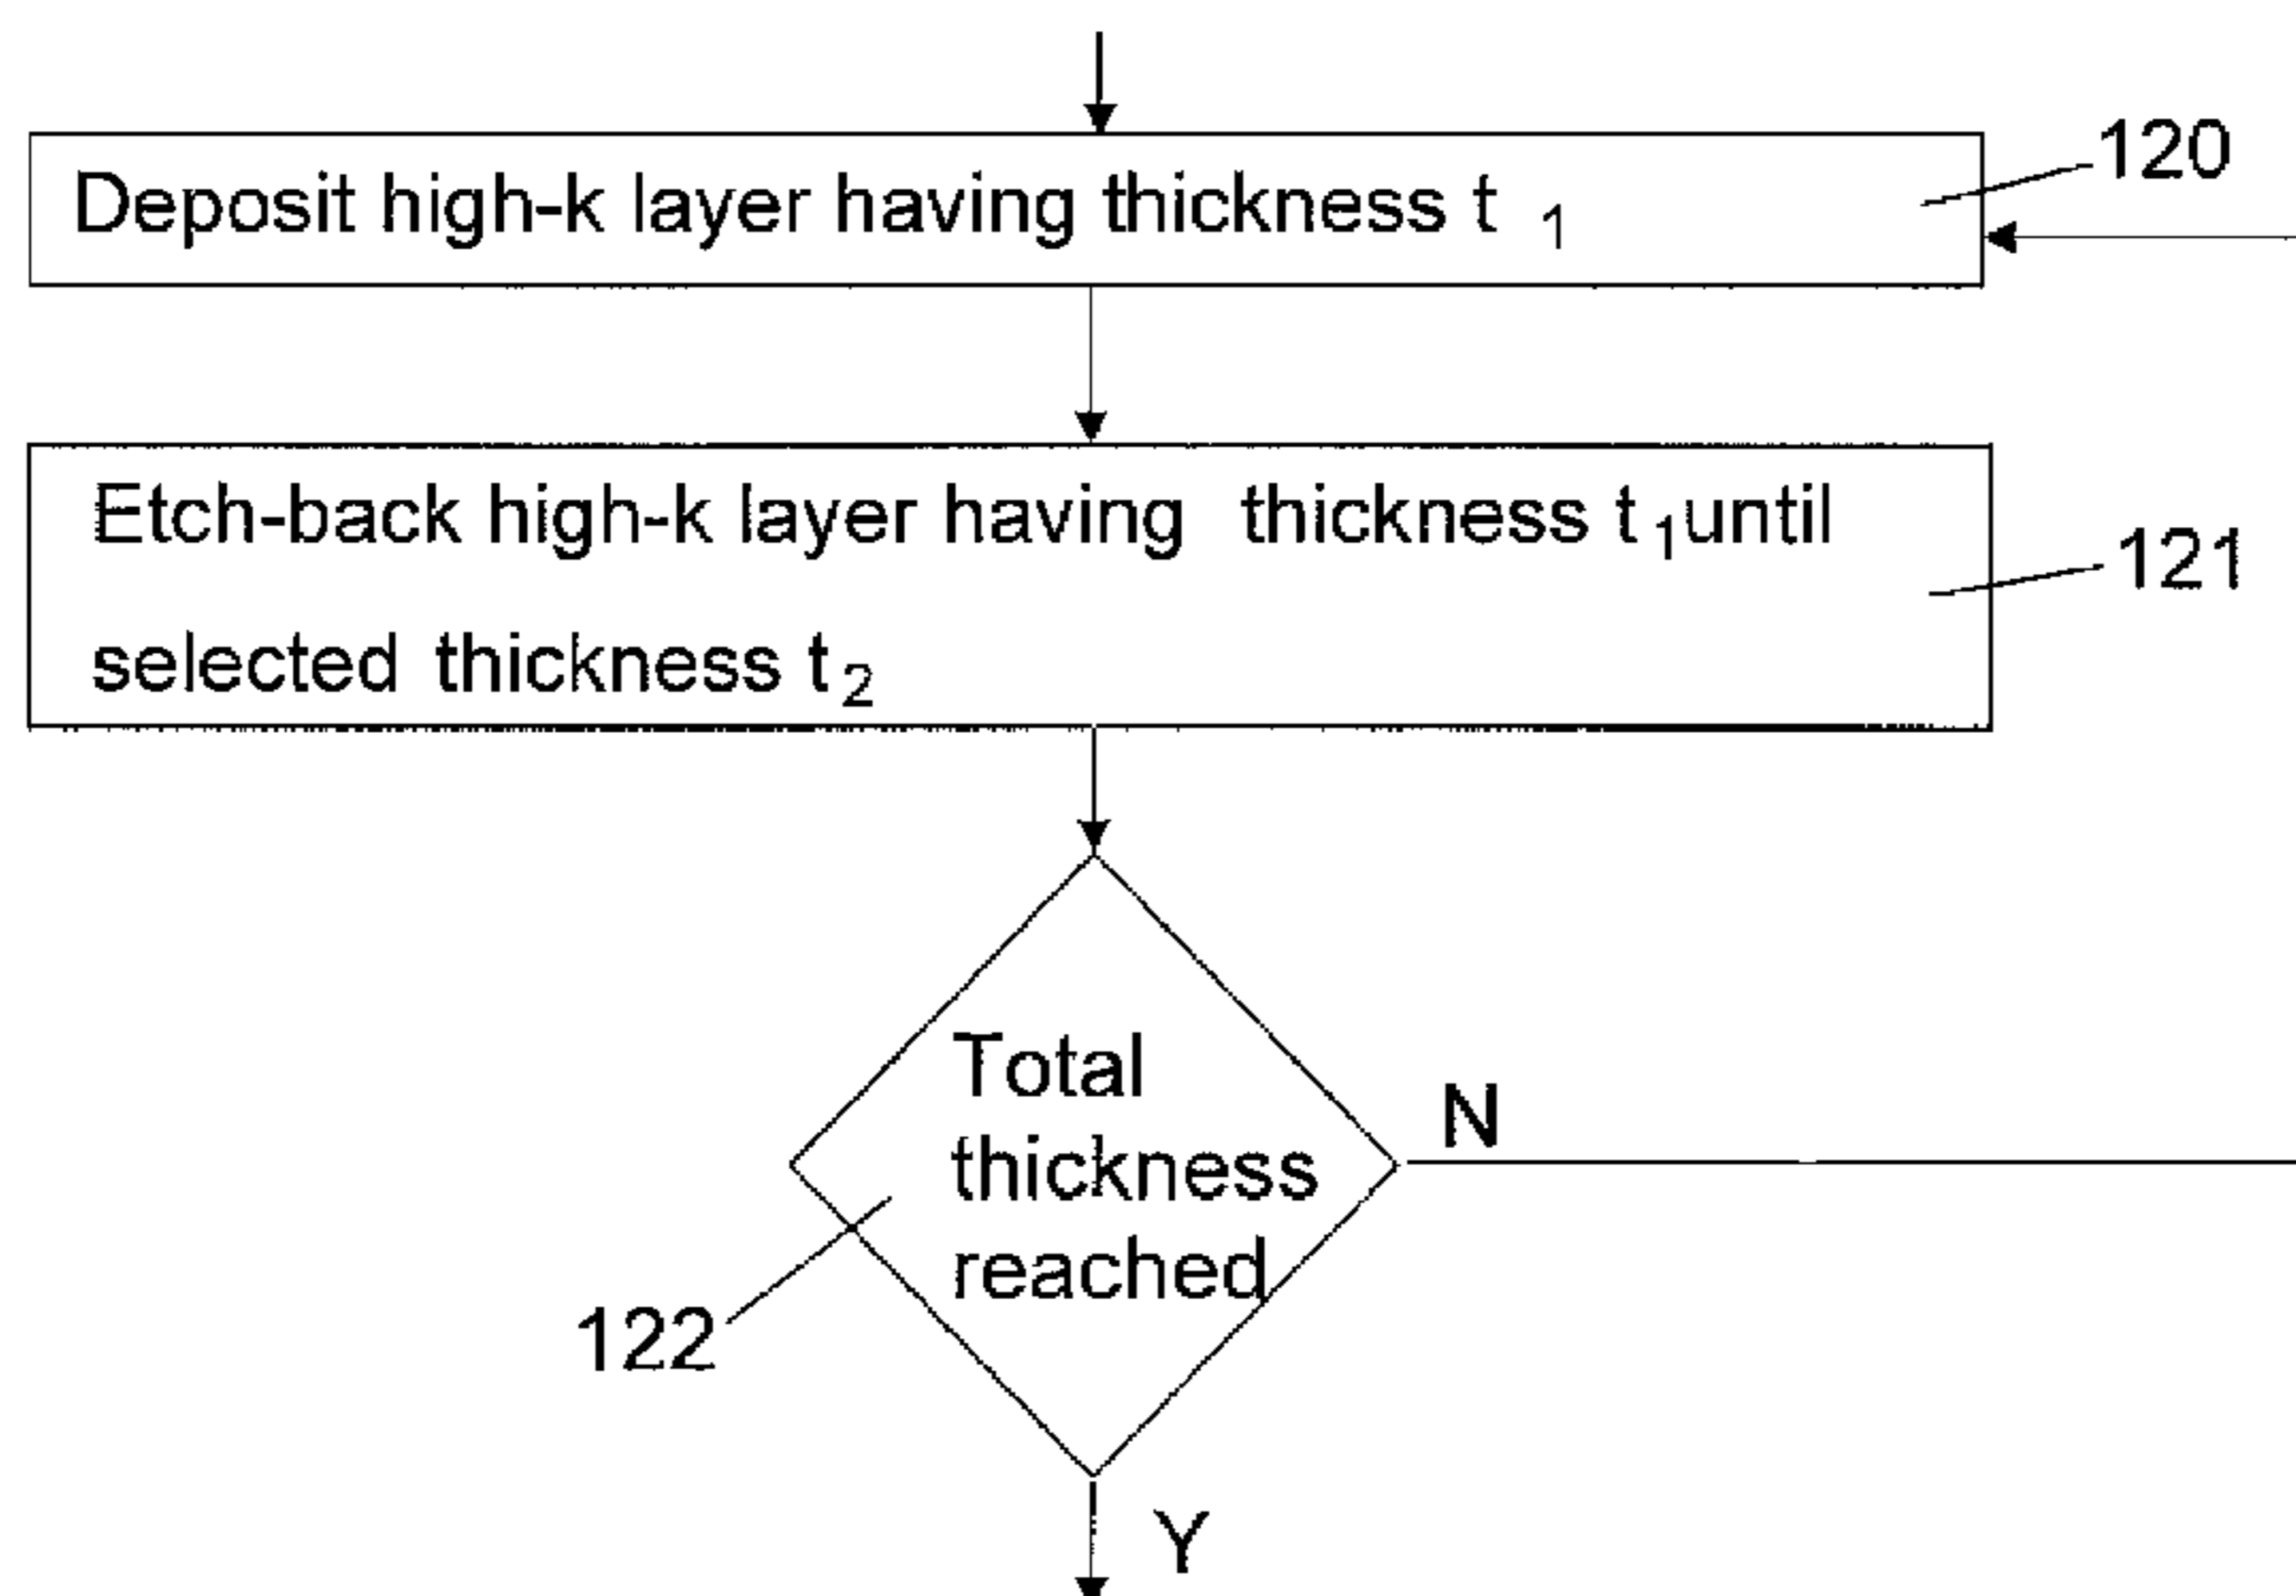 Deposit high-k layer having thickness t 1
120
Etch-back high-k layer having thickness t 1 until
selected thickness t2
121
Total
thickness
reached
N
122
Y